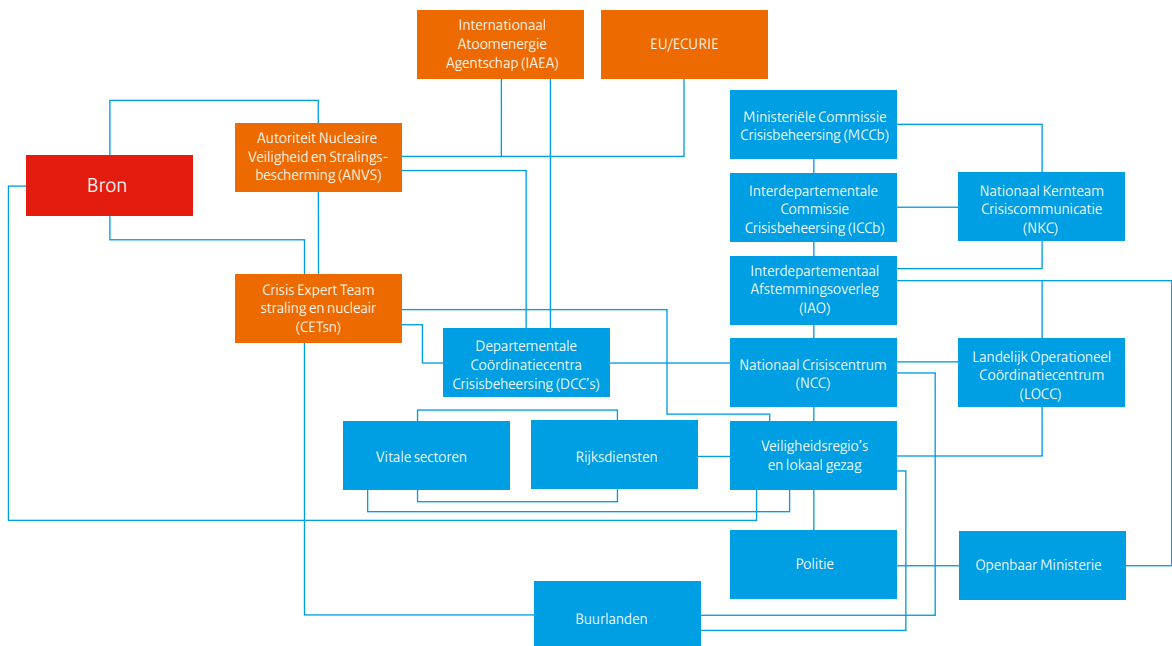 Internationaal
Atoomenergie
Agentschap (IAEA)
EU/ECURIE
Ministeriële Commissie
Crisisbeheersing (MCCb)
Autoriteit Nucleaire
Veiligheid en Stralings-
bescherming (ANVS)
Bron
Interdepartementale
Commissie
Crisisbeheersing (ICCb)
Nationaal Kernteam
Crisiscommunicatie
(NKC)
Interdepartementaal
Afstemmingsoverleg
(IAO)
Crisis Expert Team
straling en nucleair
(CETsn)
Departementale
Coördinatiecentra
Crisisbeheersing (DCC's)
Nationaal Crisiscentrum
(NCC)
Landelijk Operationeel
Coördinatiecentrum
(LOCC)
Vitale sectoren
Rijksdiensten
Veiligheidsregio's
en lokaal gezag
Politie
Openbaar Ministerie
Buurlanden